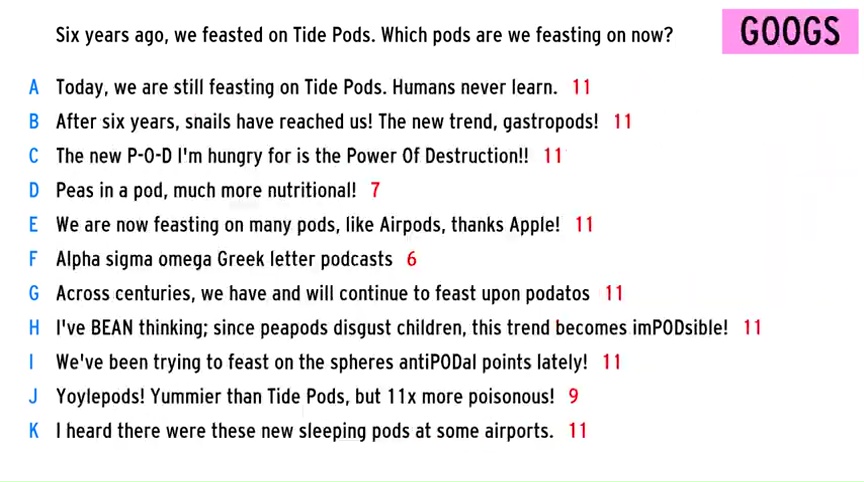 Six years ago, we feasted on Tide Pods. Which pods are we feasting on now?
GOOGS
A Today, we are still feasting on Tide Pods. Humans never learn. 11
B After six years, snails have reached us! The new trend, gastropods! 11
C The new P-O-D I'm hungry for is the Power Of Destruction!! 11
D Peas in a pod, much more nutritional! 7
E We are now feasting on many pods, like Airpods, thanks Apple! 11
F Alpha sigma omega Greek letter podcasts 6
G Across centuries, we have and will continue to feast upon podatos 11
H I've BEAN thinking; since peapods disgust children, this trend becomes imPODsible! 11
I We've been trying to feast on the spheres antiPODal points lately! 11
J Yoylepods! Yummier than Tide Pods, but 11x more poisonous! 9
K I heard there were these new sleeping pods at some airports. 11